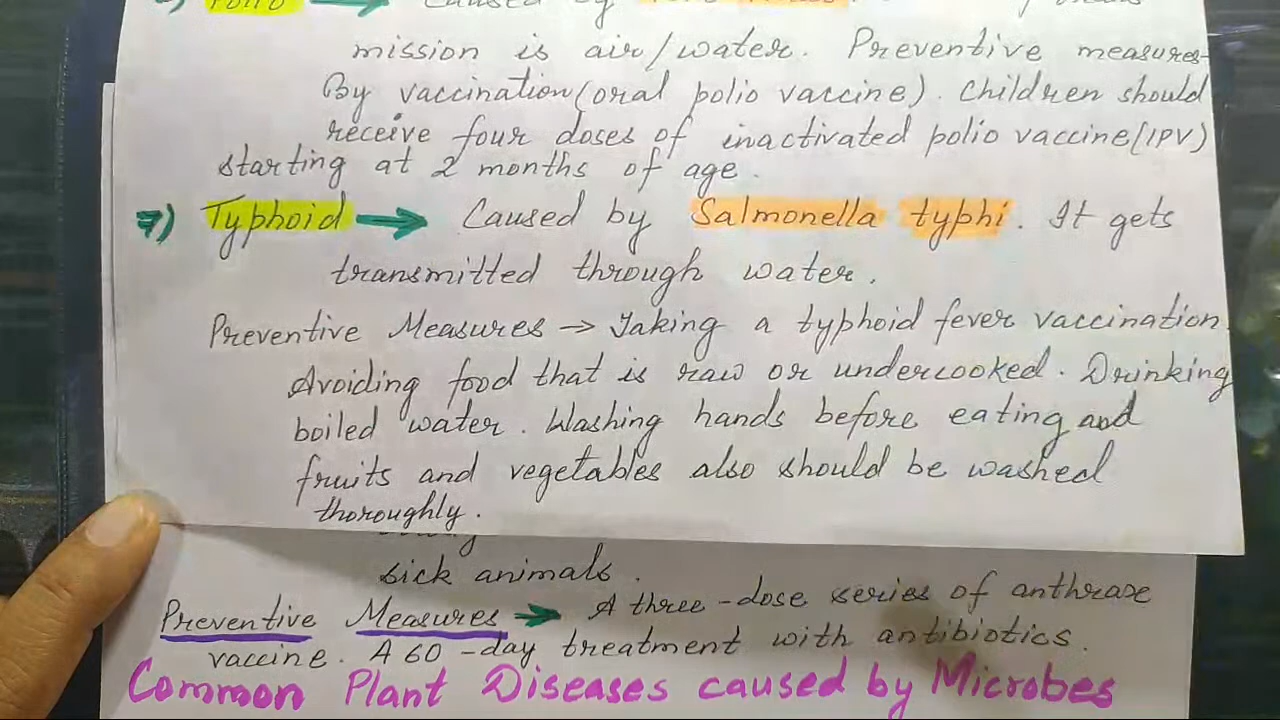 Polio → Caused by
mission is air/water. Preventive measures-
By vaccination (oral polio vaccine). Children should
receive four doses of inactivated polio vaccine (IPV)
starting at 2 months of age.
7) Typhoid → Caused by Salmonella typhi. It gets
transmitted through water.
Preventive Measures → Taking a typhoid fever vaccination.
Avoiding food that is raw or undercooked. Drinking
boiled water. Washing hands before eating and
fruits and vegetables also should be washed
thoroughly.
sick animals.
Preventive Measures → A three-dose series of anthrax
vaccine. A 60-day treatment with antibiotics.
Common Plant Diseases caused by Microbes